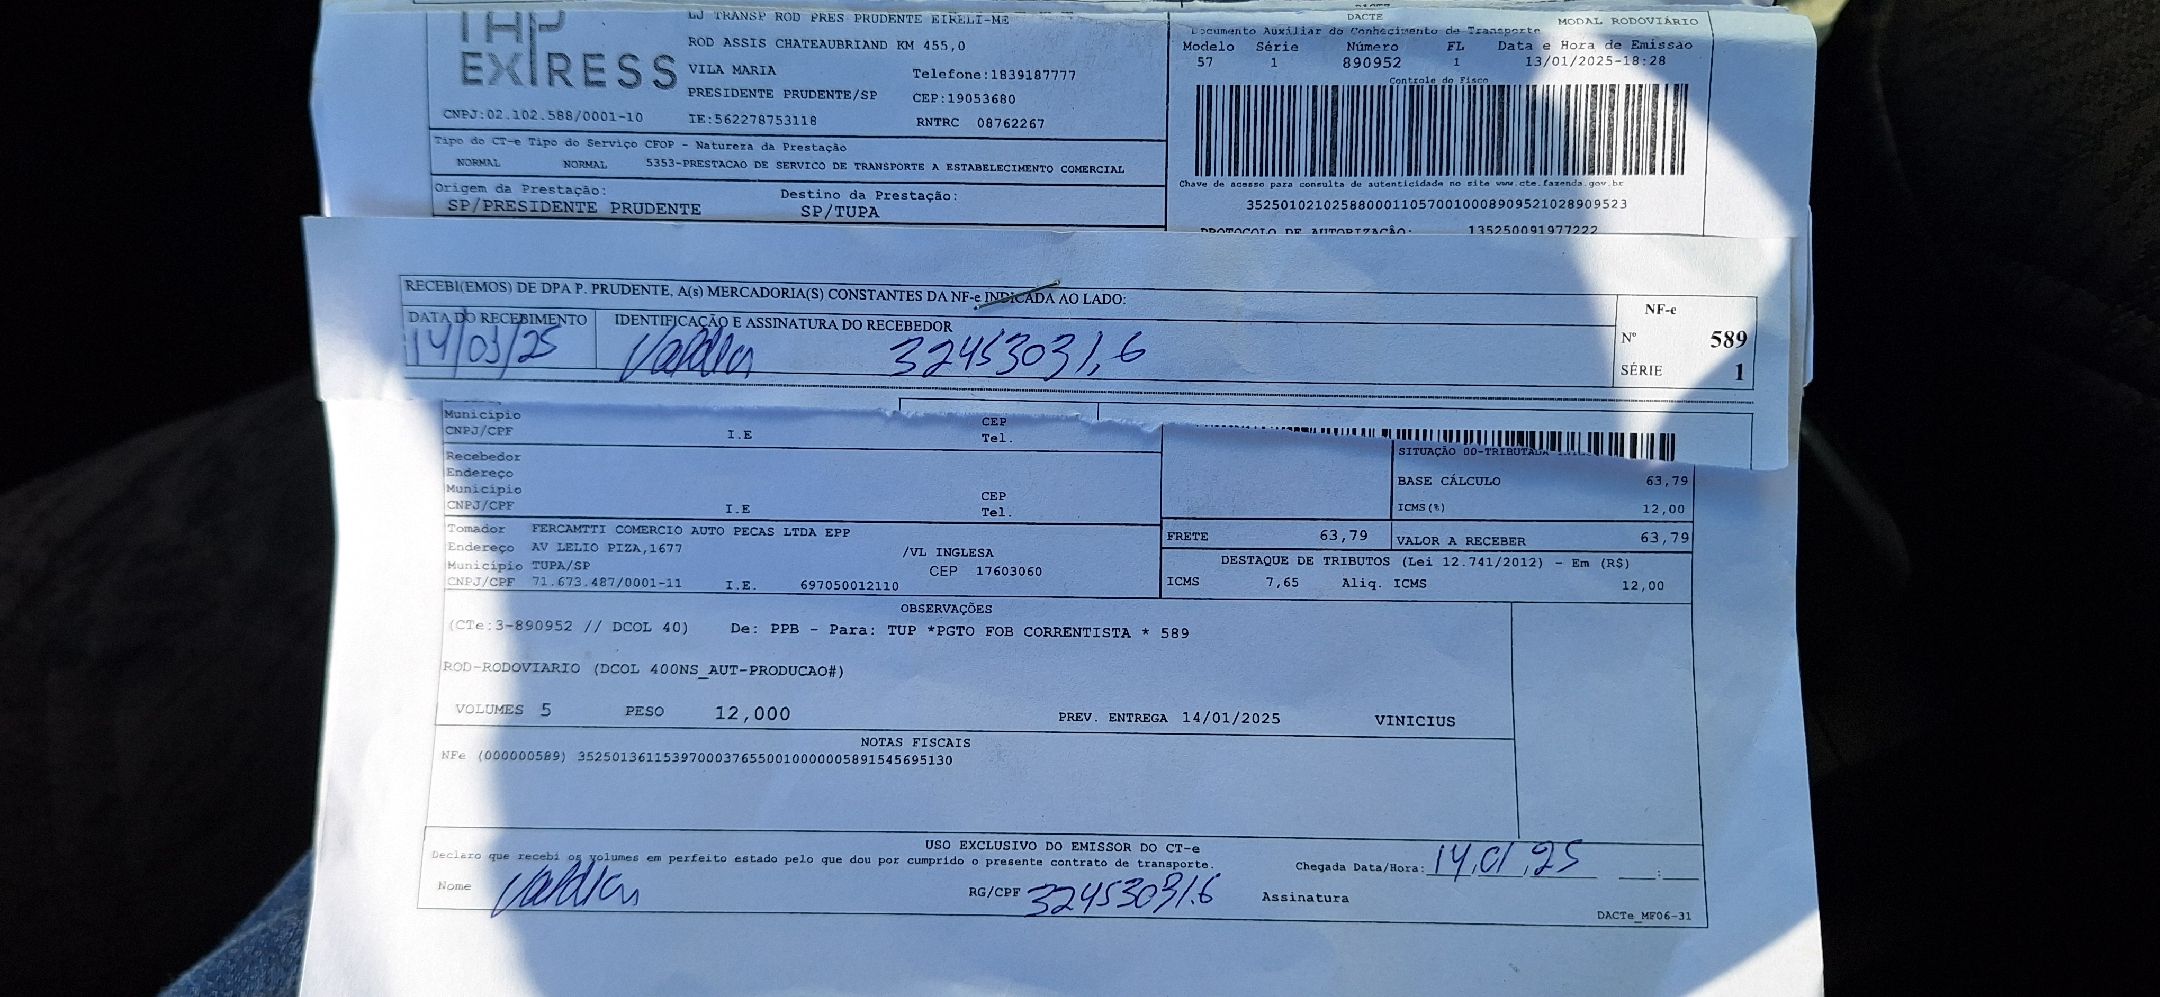 THP
EXPRESS
LJ TRANSP ROD PRES PRUDENTE EIRELI-ME
ROD ASSIS CHATEAUBRIAND KM 455,0
VILA MARIA Telefone:1839187777
PRESIDENTE PRUDENTE/SP CEP:19053680
CNPJ:02.102.588/0001-10 IE:562278753118 RNTRC 08762267
DACTE MODAL RODOVIÁRIO
Documento Auxiliar do Conhecimento de Transporte
Modelo Série Número FL Data e Hora de Emissão
57 1 890952 1 13/01/2025-18:28
Controle do Fisco
Tipo do CT-e Tipo do Serviço CFOP - Natureza da Prestação
NORMAL NORMAL 5353-PRESTACAO DE SERVICO DE TRANSPORTE A ESTABELECIMENTO COMERCIAL
Chave de acesso para consulta de autenticidade no site www.cte.fazenda.gov.br
35250102102588000110570010008909521028909523
Origem da Prestação: Destino da Prestação:
SP/PRESIDENTE PRUDENTE SP/TUPA
PROTOCOLO DE AUTORIZAÇÃO: 135250091977222
RECEBI(EMOS) DE DPA P. PRUDENTE, A(s) MERCADORIA(S) CONSTANTES DA NF-e INDICADA AO LADO:
DATA DO RECEBIMENTO IDENTIFICAÇÃO E ASSINATURA DO RECEBEDOR
14/01/25 32453031,6
NF-e
Nº 589
SÉRIE 1
Município CEP
CNPJ/CPF I.E Tel.
Recebedor
Endereço
Município CEP
CNPJ/CPF I.E Tel.
SITUAÇÃO 00-TRIBUTADA
BASE CÁLCULO 63,79
ICMS(%) 12,00
Tomador FERCAMTTI COMERCIO AUTO PECAS LTDA EPP
Endereço AV LELIO PIZA,1677 /VL INGLESA
Município TUPA/SP CEP 17603060
CNPJ/CPF 71.673.487/0001-11 I.E. 697050012110
FRETE 63,79 VALOR A RECEBER 63,79
DESTAQUE DE TRIBUTOS (Lei 12.741/2012) - Em (R$)
ICMS 7,65 Aliq. ICMS 12,00
OBSERVAÇÕES
(CTe:3-890952 // DCOL 40) De: PPB - Para: TUP *PGTO FOB CORRENTISTA * 589
ROD-RODOVIARIO (DCOL 400NS_AUT-PRODUCAO#)
VOLUMES 5 PESO 12,000 PREV. ENTREGA 14/01/2025 VINICIUS
NOTAS FISCAIS
NFe (000000589) 35250136115397000376550010000005891545695130
USO EXCLUSIVO DO EMISSOR DO CT-e
Declaro que recebi os volumes em perfeito estado pelo que dou por cumprido o presente contrato de transporte. Chegada Data/Hora: 14,01,25 __:__
Nome RG/CPF 32453031.6 Assinatura
DACTe_MF06-31